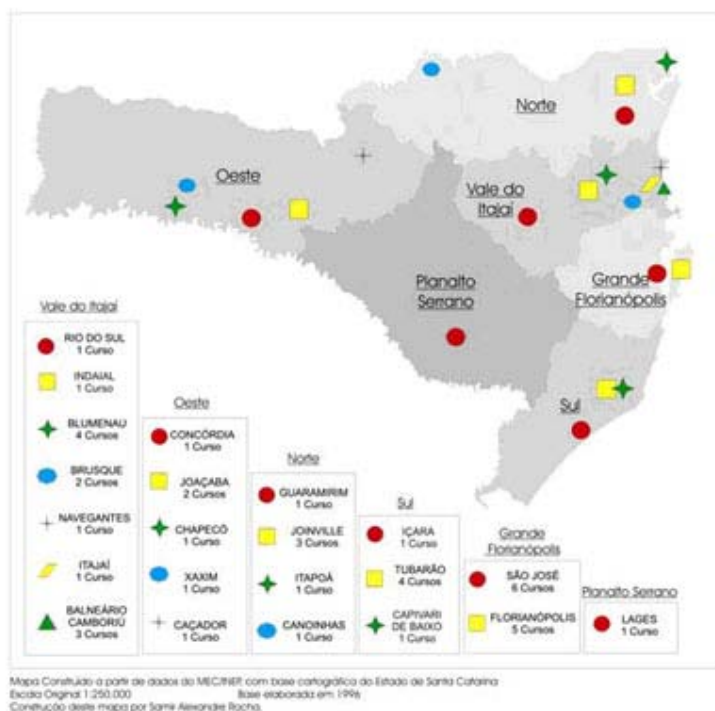 Norte
Oeste
Vale do
Itajaí
Grande
Florianópolis
Planalto
Serrano
Sul
Vale do Itajaí
RIO DO SUL
1 Curso
INDAIAL
1 Curso
BLUMENAU
4 Cursos
BRUSQUE
2 Cursos
NAVEGANTES
1 Curso
ITAJAÍ
1 Curso
BALNEÁRIO
CAMBORIÚ
3 Cursos
Oeste
CONCÓRDIA
1 Curso
JOAÇABA
2 Cursos
CHAPECÓ
1 Curso
XAXIM
1 Curso
CAÇADOR
1 Curso
Norte
GUARAMIRIM
1 Curso
JOINVILLE
3 Cursos
ITAPOÁ
1 Curso
CANOINHAS
1 Curso
Sul
IÇARA
1 Curso
TUBARÃO
4 Cursos
CAPIVARI
DE BAIXO
1 Curso
Grande
Florianópolis
SÃO JOSÉ
6 Cursos
FLORIANÓPOLIS
5 Cursos
Planalto Serrano
LAGES
1 Curso
Mapa Construído a partir de dados do MEC/INEP, com base cartográfica do Estado de Santa Catarina
Escala Original 1:250.000 Base elaborada em 1996
Construção deste mapa por Samir Alexandre Rocha.